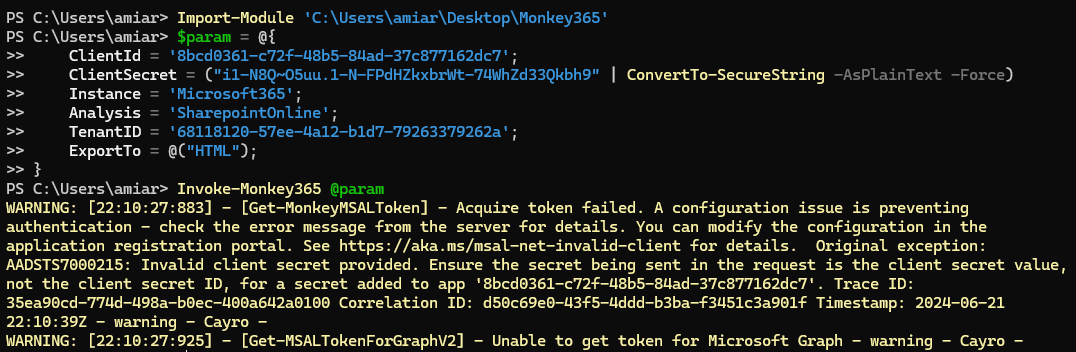 PS C:\Users\amiar> Import-Module 'C:\Users\amiar\Desktop\Monkey365'
PS C:\Users\amiar> $param = @{
>>     ClientId = '8bcd0361-c72f-48b5-84ad-37c877162dc7';
>>     ClientSecret = ("i1-N8Q~O5uu.1-N-FPdHZkxbrWt-74WhZd33Qkbh9" | ConvertTo-SecureString -AsPlainText -Force)
>>     Instance = 'Microsoft365';
>>     Analysis = 'SharepointOnline';
>>     TenantID = '68118120-57ee-4a12-b1d7-79263379262a';
>>     ExportTo = @("HTML");
>> }
PS C:\Users\amiar> Invoke-Monkey365 @param
WARNING: [22:10:27:883] - [Get-MonkeyMSALToken] - Acquire token failed. A configuration issue is preventing
authentication - check the error message from the server for details. You can modify the configuration in the
application registration portal. See https://aka.ms/msal-net-invalid-client for details.  Original exception:
AADSTS7000215: Invalid client secret provided. Ensure the secret being sent in the request is the client secret value,
not the client secret ID, for a secret added to app '8bcd0361-c72f-48b5-84ad-37c877162dc7'. Trace ID:
35ea90cd-774d-498a-b0ec-400a642a0100 Correlation ID: d50c69e0-43f5-4ddd-b3ba-f3451c3a901f Timestamp: 2024-06-21
22:10:39Z - warning - Cayro -
WARNING: [22:10:27:925] - [Get-MSALTokenForGraphV2] - Unable to get token for Microsoft Graph - warning - Cayro -